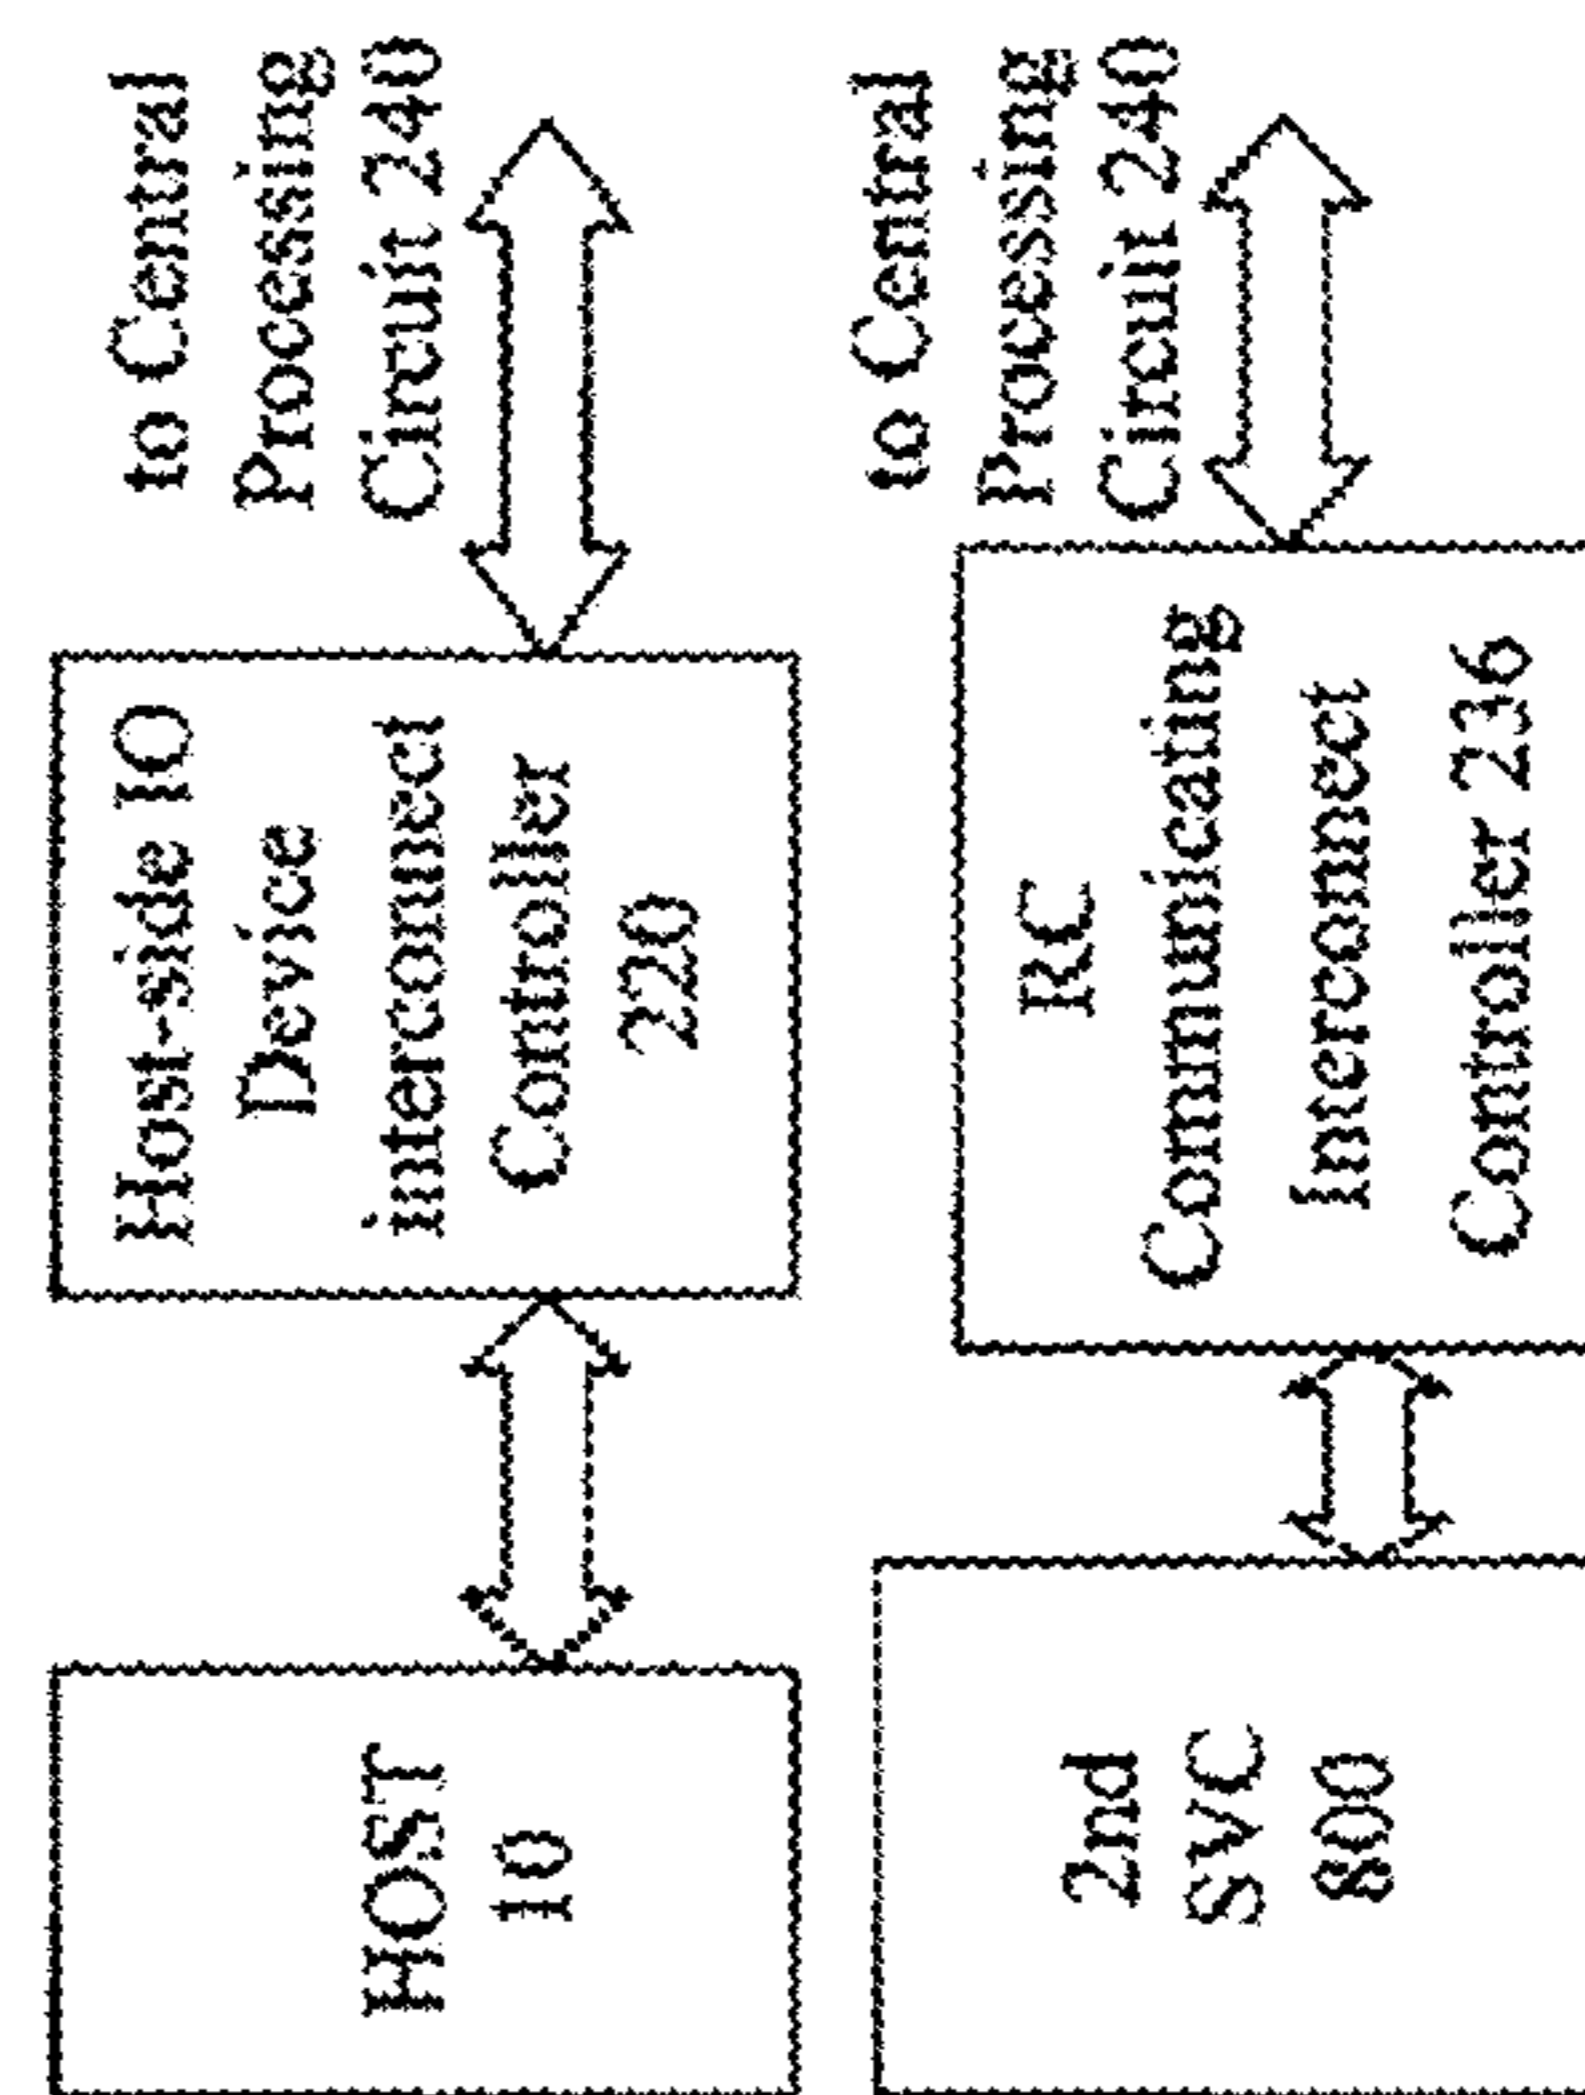 HOST
10
Host-side IO
Device
interconnect
Controller
220
to Central
Processing
Circuit 240
2nd
SVC
800
RC
Communicating
Interconnect
Controller 236
to Central
Processing
Circuit 240